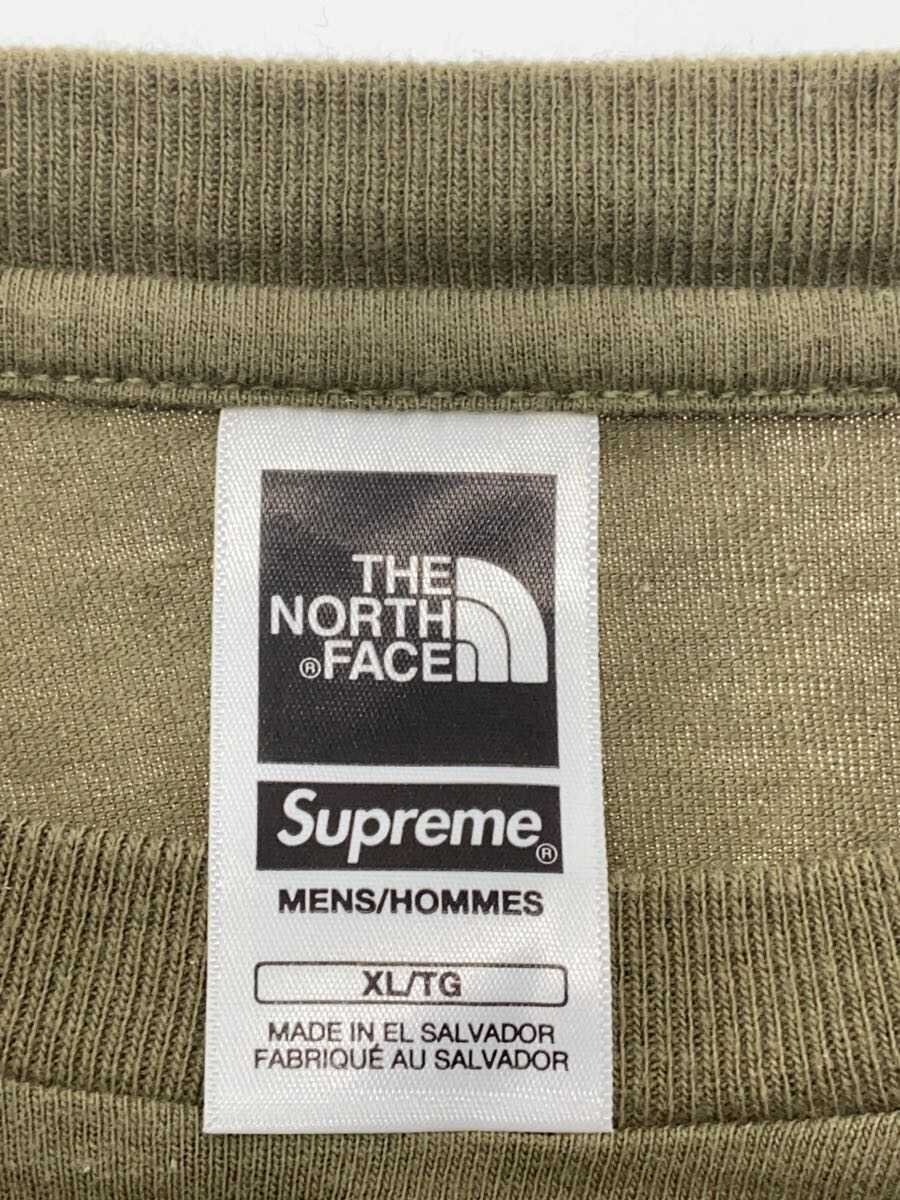 THE
NORTH
®FACE
Supreme®
MENS/HOMMES
XL/TG
MADE IN EL SALVADOR
FABRIQUÉ AU SALVADOR